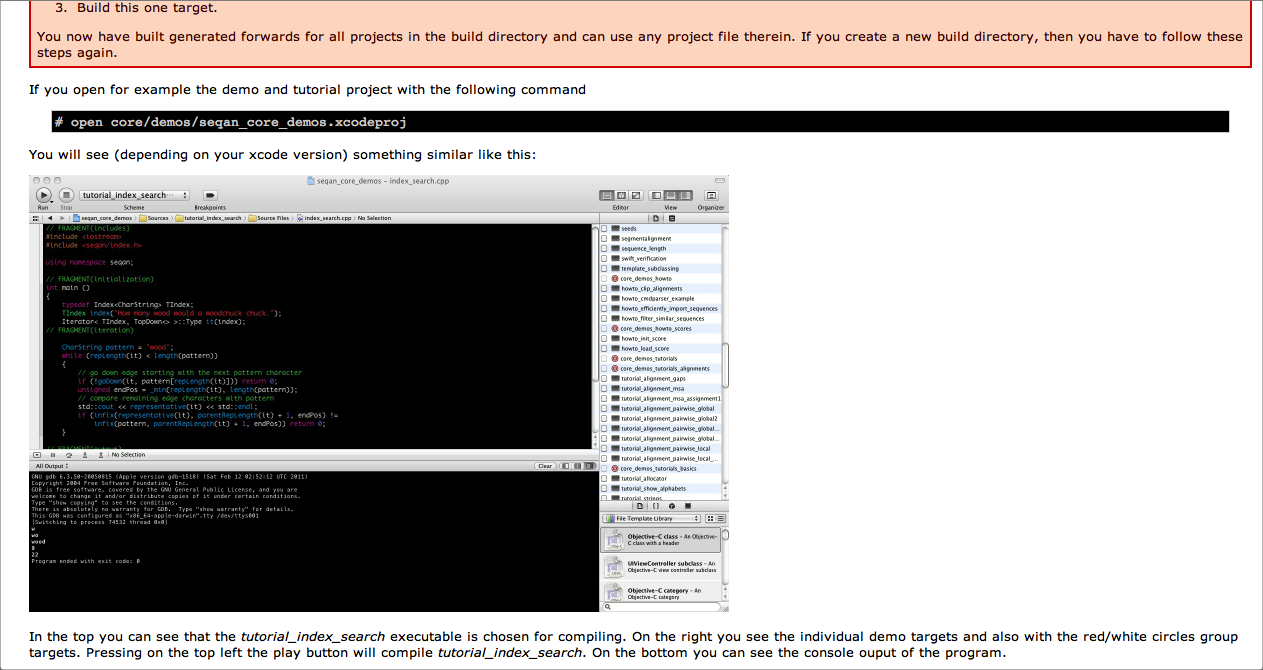 3. Build this one target.
You now have built generated forwards for all projects in the build directory and can use any project file therein. If you create a new build directory, then you have to follow these
steps again.
If you open for example the demo and tutorial project with the following command
# open core/demos/seqan_core_demos.xcodeproj
You will see (depending on your xcode version) something similar like this:
seqan_core_demos - index_search.cpp
tutorial_index_search...
Run Stop Scheme Breakpoints Editor View Organizer
seqan_core_demos Sources tutorial_index_search Source Files index_search.cpp No Selection
// FRAGMENT(includes)
#include <iostream>
#include <seqan/index.h>
using namespace seqan;
// FRAGMENT(initialization)
int main ()
{
typedef Index<CharString> TIndex;
TIndex index("How many wood would a woodchuck chuck.");
Iterator< TIndex, TopDown<> >::Type it(index);
// FRAGMENT(iteration)
CharString pattern = "wood";
while (repLength(it) < length(pattern))
{
// go down edge starting with the next pattern character
if (!goDown(it, pattern[repLength(it)])) return 0;
unsigned endPos = _min(repLength(it), length(pattern));
// compare remaining edge characters with pattern
std::cout << representative(it) << std::endl;
if (infix(representative(it), parentRepLength(it) + 1, endPos) !=
infix(pattern, parentRepLength(it) + 1, endPos)) return 0;
}
// FRAGMENT(output)
No Selection
All Output
Clear
GNU gdb 6.3.50-20050815 (Apple version gdb-1518) (Sat Feb 12 02:52:12 UTC 2011)
Copyright 2004 Free Software Foundation, Inc.
GDB is free software, covered by the GNU General Public License, and you are
welcome to change it and/or distribute copies of it under certain conditions.
Type "show copying" to see the conditions.
There is absolutely no warranty for GDB.  Type "show warranty" for details.
This GDB was configured as "x86_64-apple-darwin".tty /dev/ttys001
[Switching to process 74532 thread 0x0]
w
wo
wood
9
22
Program ended with exit code: 0
seeds
segmentalignment
sequence_length
swift_verification
template_subclassing
core_demos_howto
howto_clip_alignments
howto_cmdparser_example
howto_efficiently_import_sequences
howto_filter_similar_sequences
core_demos_howto_scores
howto_init_score
howto_load_score
core_demos_tutorials
core_demos_tutorials_alignments
tutorial_alignment_gaps
tutorial_alignment_msa
tutorial_alignment_msa_assignment1
tutorial_alignment_pairwise_global
tutorial_alignment_pairwise_global2
tutorial_alignment_pairwise_global...
tutorial_alignment_pairwise_global...
tutorial_alignment_pairwise_local
tutorial_alignment_pairwise_local_...
core_demos_tutorials_basics
tutorial_allocator
tutorial_show_alphabets
tutorial_strings
File Template Library
Objective-C class - An Objective-
C class with a header
UIViewController subclass - An
Objective-C view controller subclass
Objective-C category - An
Objective-C category
In the top you can see that the tutorial_index_search executable is chosen for compiling. On the right you see the individual demo targets and also with the red/white circles group
targets. Pressing on the top left the play button will compile tutorial_index_search. On the bottom you can see the console ouput of the program.